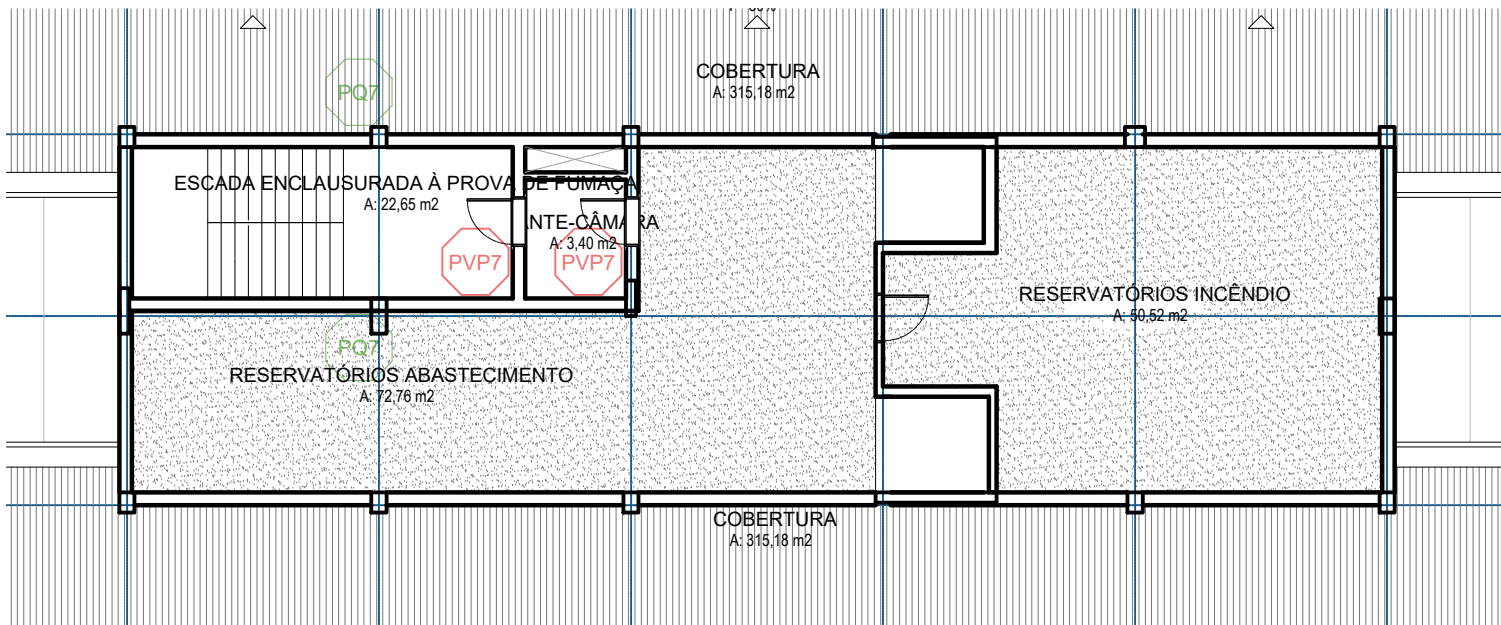 COBERTURA
A: 315,18 m2
PQ7
ESCADA ENCLAUSURADA À PROVA DE FUMAÇA
A: 22,65 m2
ANTE-CÂMARA
A: 3,40 m2
PVP7
PVP7
RESERVATÓRIOS INCÊNDIO
A: 50,52 m2
PQ7
RESERVATÓRIOS ABASTECIMENTO
A: 72,76 m2
COBERTURA
A: 315,18 m2